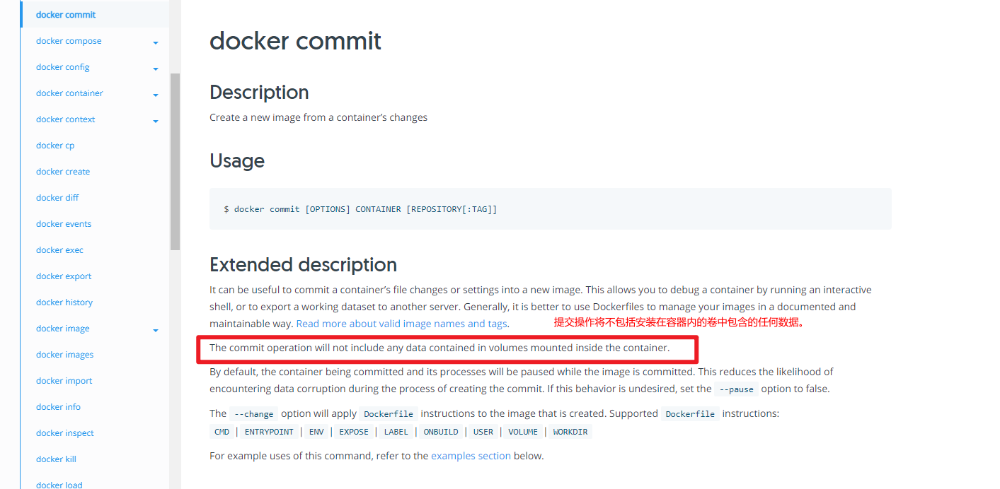 docker commit
docker compose
docker config
docker container
docker context
docker cp
docker create
docker diff
docker events
docker exec
docker export
docker history
docker image
docker images
docker import
docker info
docker inspect
docker kill
docker load
docker commit
Description
Create a new image from a container’s changes
Usage
$ docker commit [OPTIONS] CONTAINER [REPOSITORY[:TAG]]
Extended description
It can be useful to commit a container’s file changes or settings into a new image. This allows you to debug a container by running an interactive
shell, or to export a working dataset to another server. Generally, it is better to use Dockerfiles to manage your images in a documented and
maintainable way. Read more about valid image names and tags.
提交操作将不包括安装在容器内的卷中包含的任何数据。
The commit operation will not include any data contained in volumes mounted inside the container.
By default, the container being committed and its processes will be paused while the image is committed. This reduces the likelihood of
encountering data corruption during the process of creating the commit. If this behavior is undesired, set the --pause option to false.
The --change option will apply Dockerfile instructions to the image that is created. Supported Dockerfile instructions:
CMD | ENTRYPOINT | ENV | EXPOSE | LABEL | ONBUILD | USER | VOLUME | WORKDIR
For example uses of this command, refer to the examples section below.